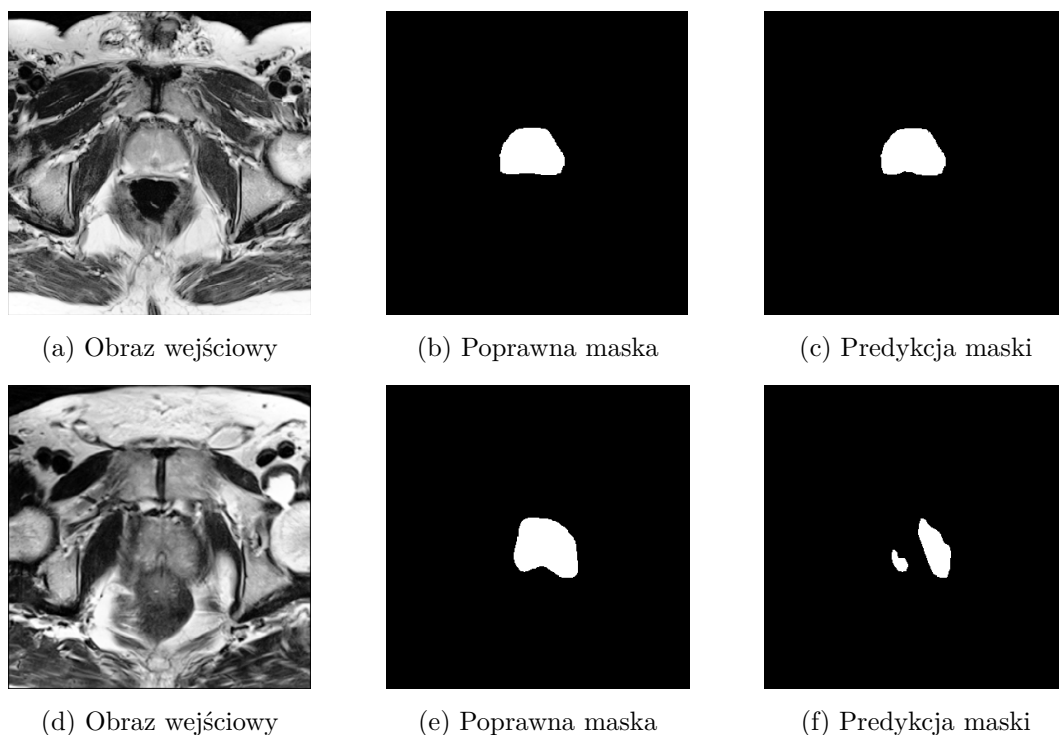 (a) Obraz wejściowy
(b) Poprawna maska
(c) Predykcja maski
(d) Obraz wejściowy
(e) Poprawna maska
(f) Predykcja maski